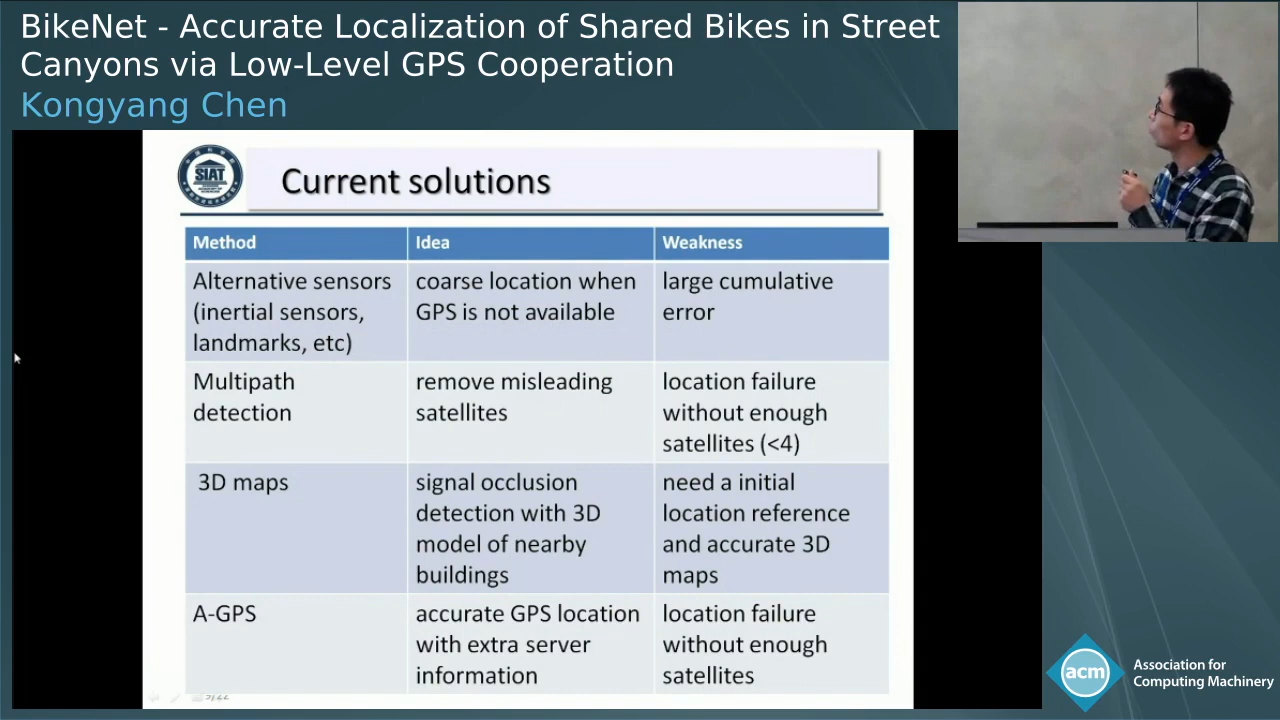 BikeNet - Accurate Localization of Shared Bikes in Street
Canyons via Low-Level GPS Cooperation
Kongyang Chen
SIAT
Current solutions
Method Idea Weakness
Alternative sensors
(inertial sensors,
landmarks, etc)
coarse location when
GPS is not available
large cumulative
error
Multipath
detection
remove misleading
satellites
location failure
without enough
satellites (<4)
3D maps
signal occlusion
detection with 3D
model of nearby
buildings
need a initial
location reference
and accurate 3D
maps
A-GPS
accurate GPS location
with extra server
information
location failure
without enough
satellites
acm
Association for
Computing Machinery